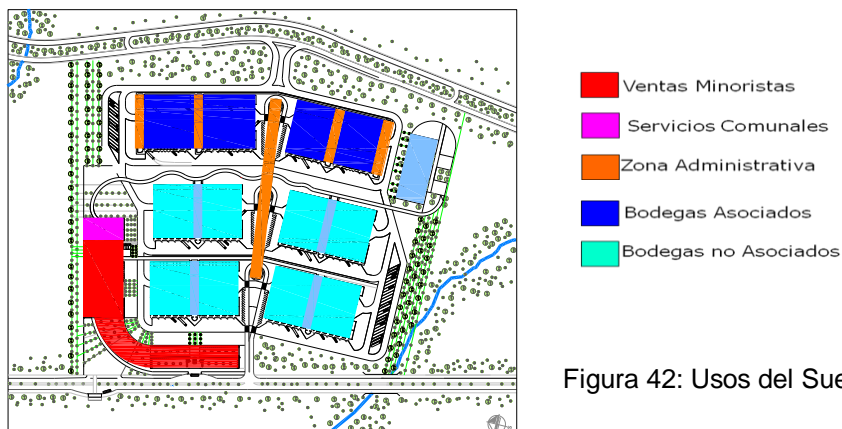 Ventas Minoristas
Servicios Comunales
Zona Administrativa
Bodegas Asociados
Bodegas no Asociados
Figura 42: Usos del Sue